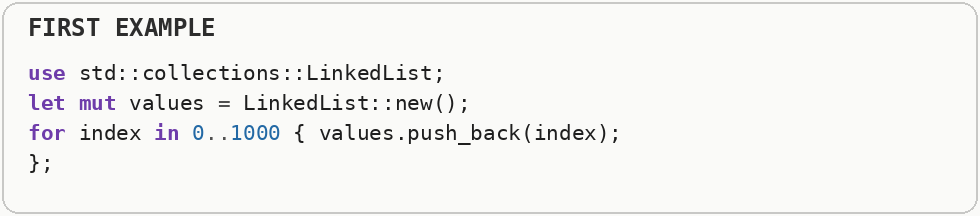 FIRST EXAMPLE
use std::collections::LinkedList;
let mut values = LinkedList::new();
for index in 0..1000 { values.push_back(index);
};